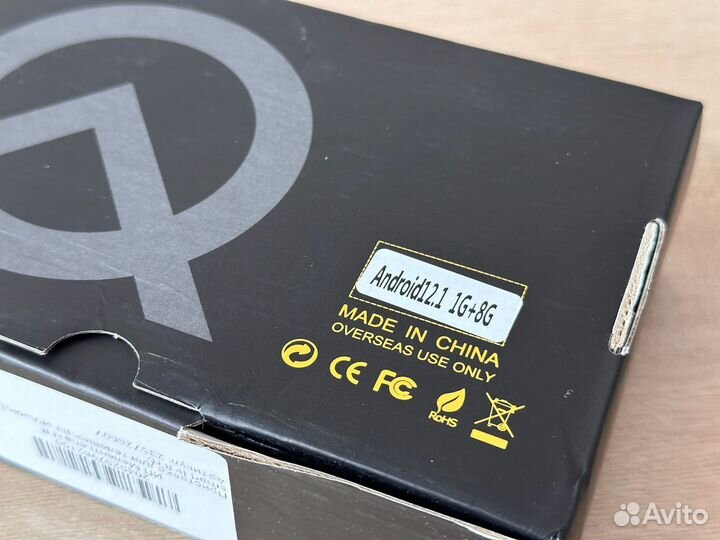 Android12.1 1G+8G
MADE IN CHINA
OVERSEAS USE ONLY
CE FC
RoHS
Avito